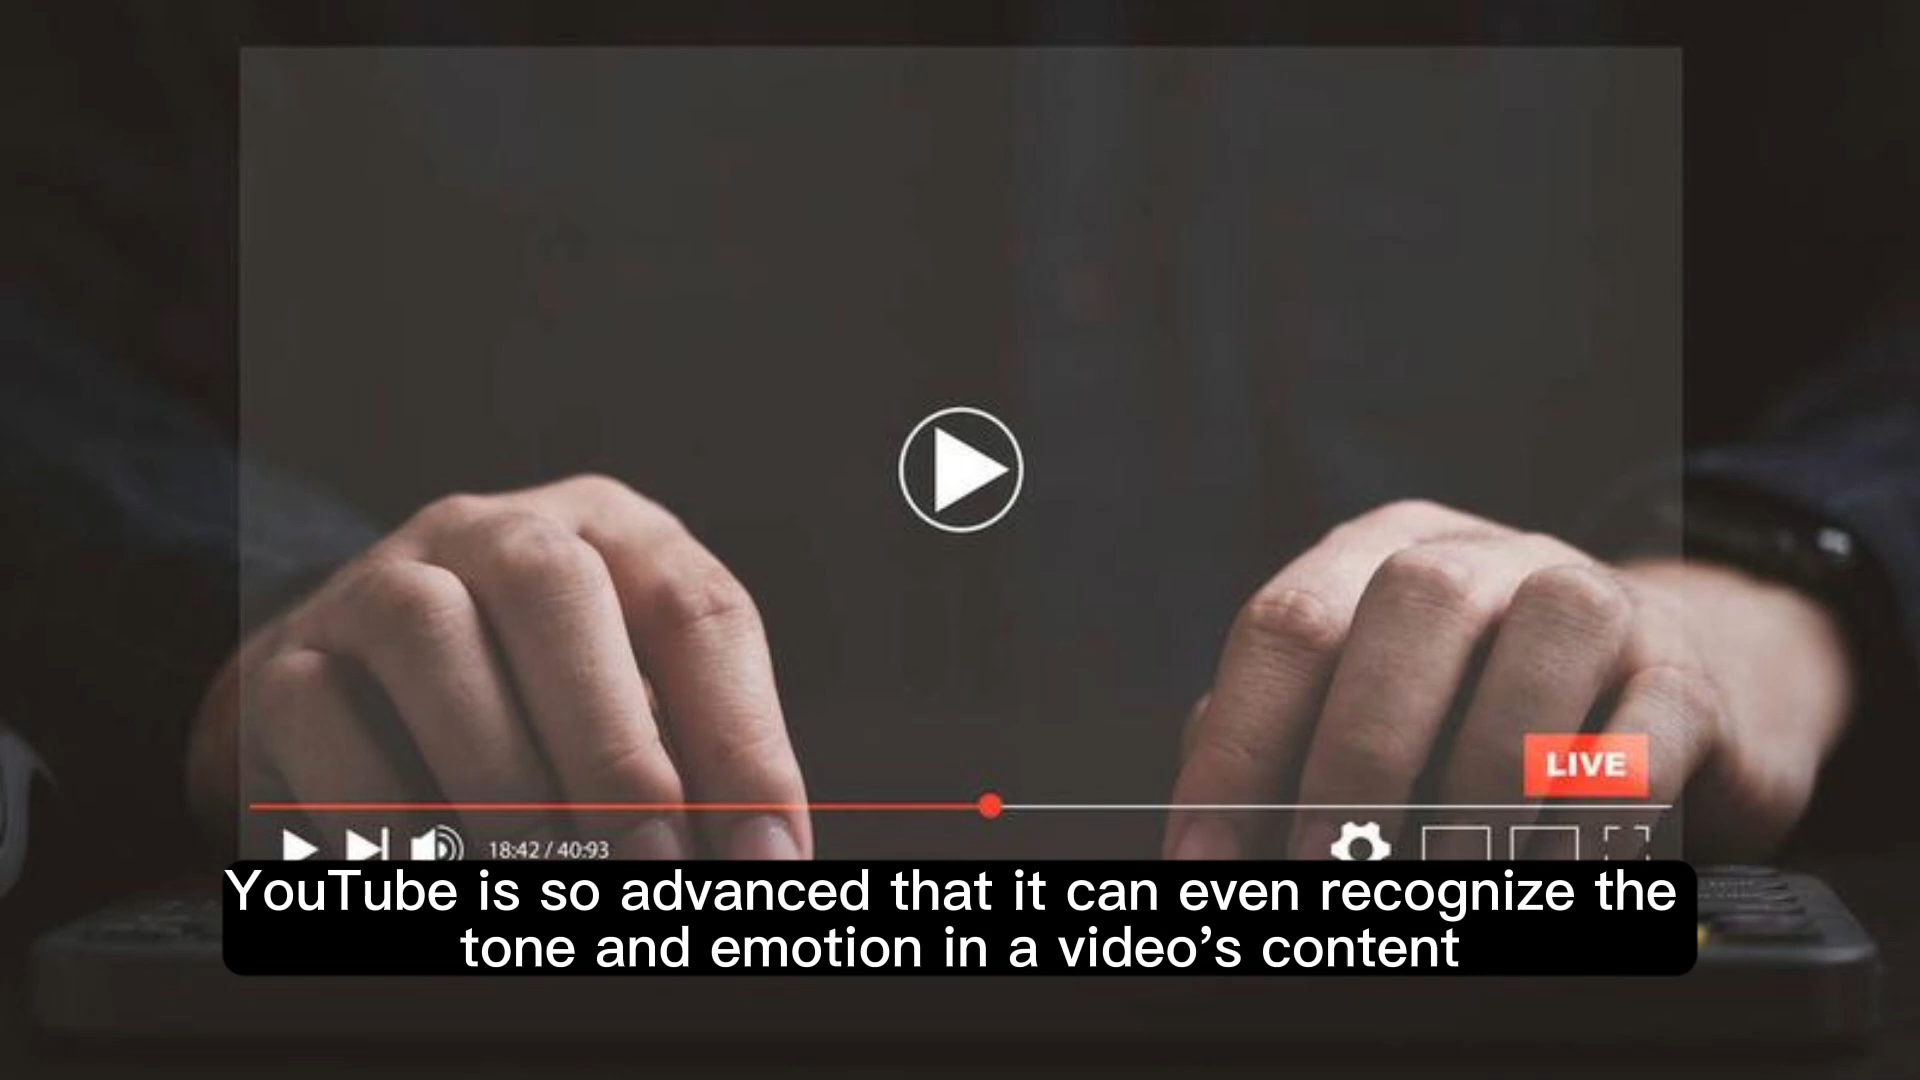 LIVE
18:42 / 40:93
YouTube is so advanced that it can even recognize the
tone and emotion in a video’s content